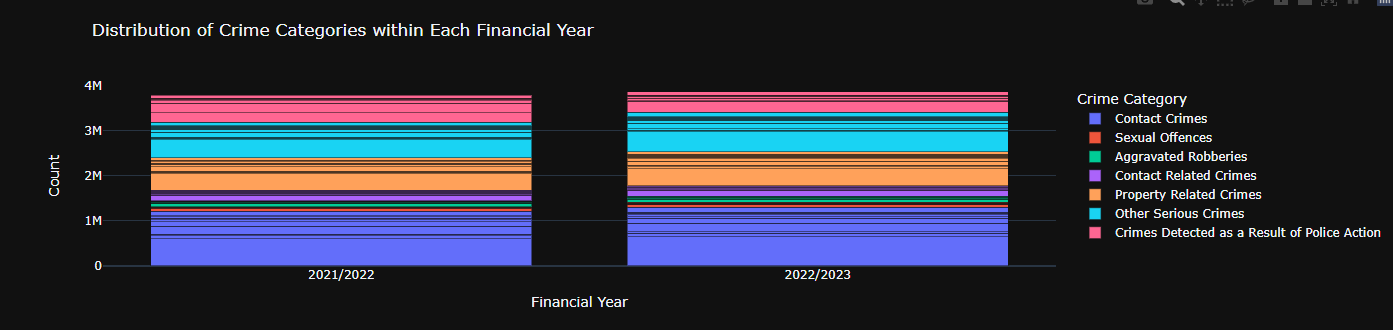 Distribution of Crime Categories within Each Financial Year
4M
3M
2M
1M
0
Count
2021/2022
2022/2023
Financial Year
Crime Category
Contact Crimes
Sexual Offences
Aggravated Robberies
Contact Related Crimes
Property Related Crimes
Other Serious Crimes
Crimes Detected as a Result of Police Action